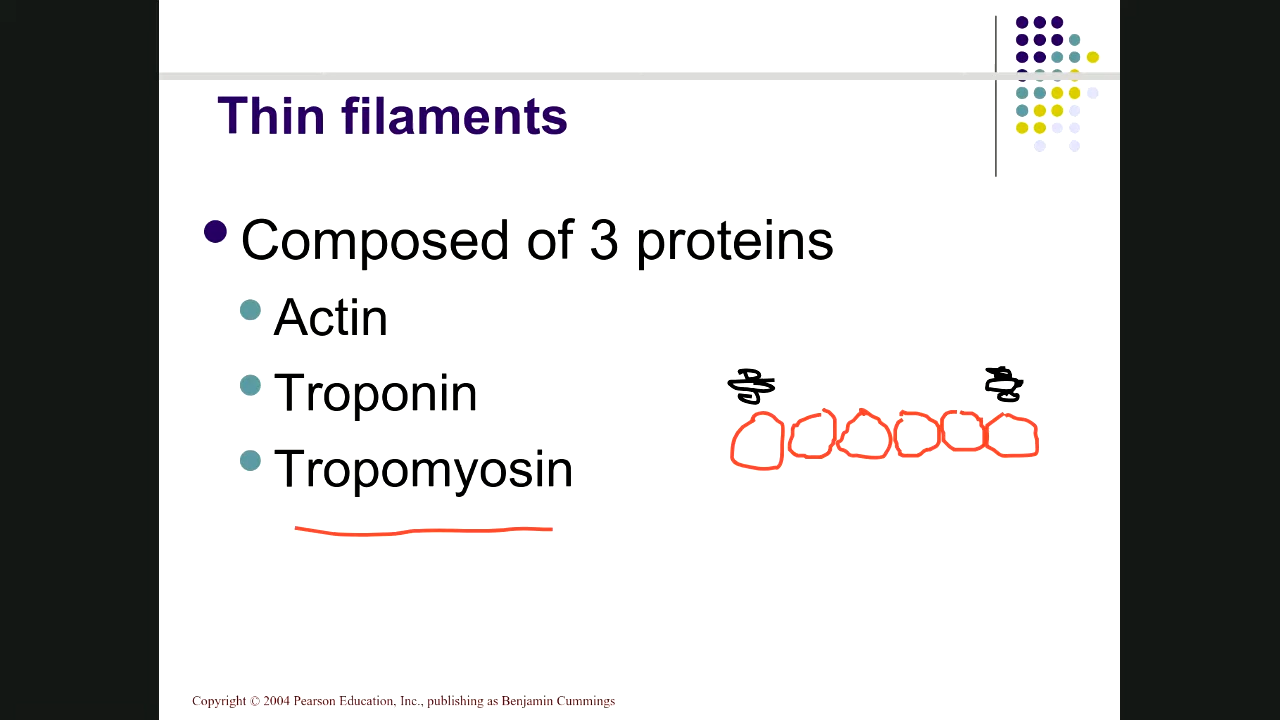 Thin filaments
Composed of 3 proteins
Actin
Troponin
Tropomyosin
Copyright © 2004 Pearson Education, Inc., publishing as Benjamin Cummings